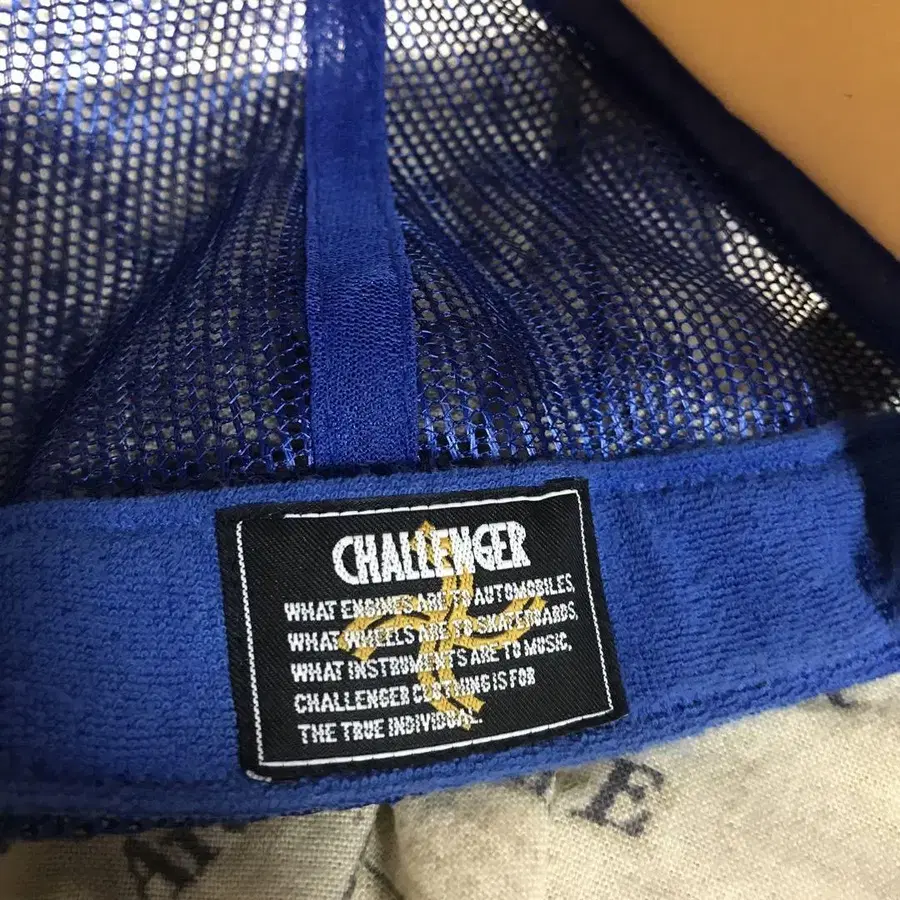 CHALLENGER
WHAT ENGINES ARE TO AUTOMOBILES,
WHAT WHEELS ARE TO SKATEBOARDS,
WHAT INSTRUMENTS ARE TO MUSIC,
CHALLENGER CLOTHING IS FOR
THE TRUE INDIVIDUAL.